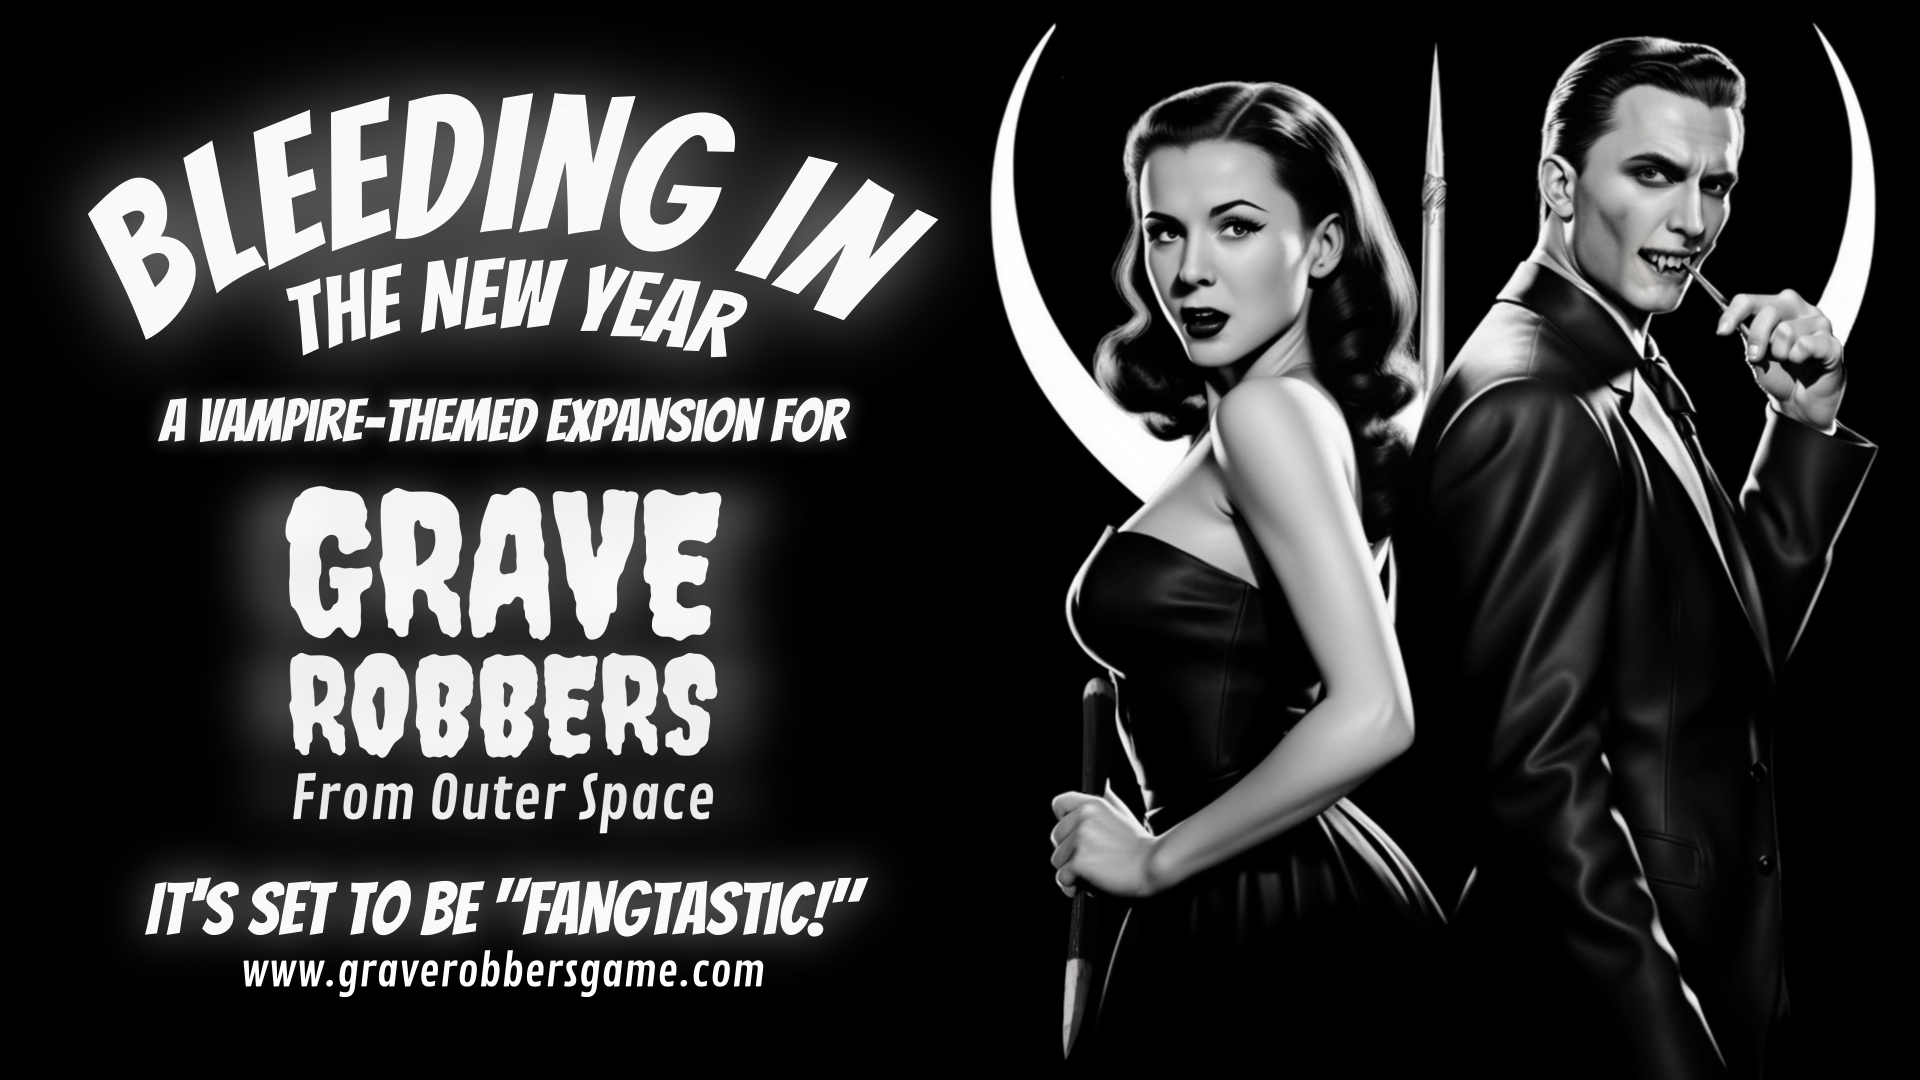 BLEEDING IN
THE NEW YEAR
A VAMPIRE-THEMED EXPANSION FOR
GRAVE
ROBBERS
From Outer Space
IT'S SET TO BE "FANGTASTIC!"
www.graverobbersgame.com